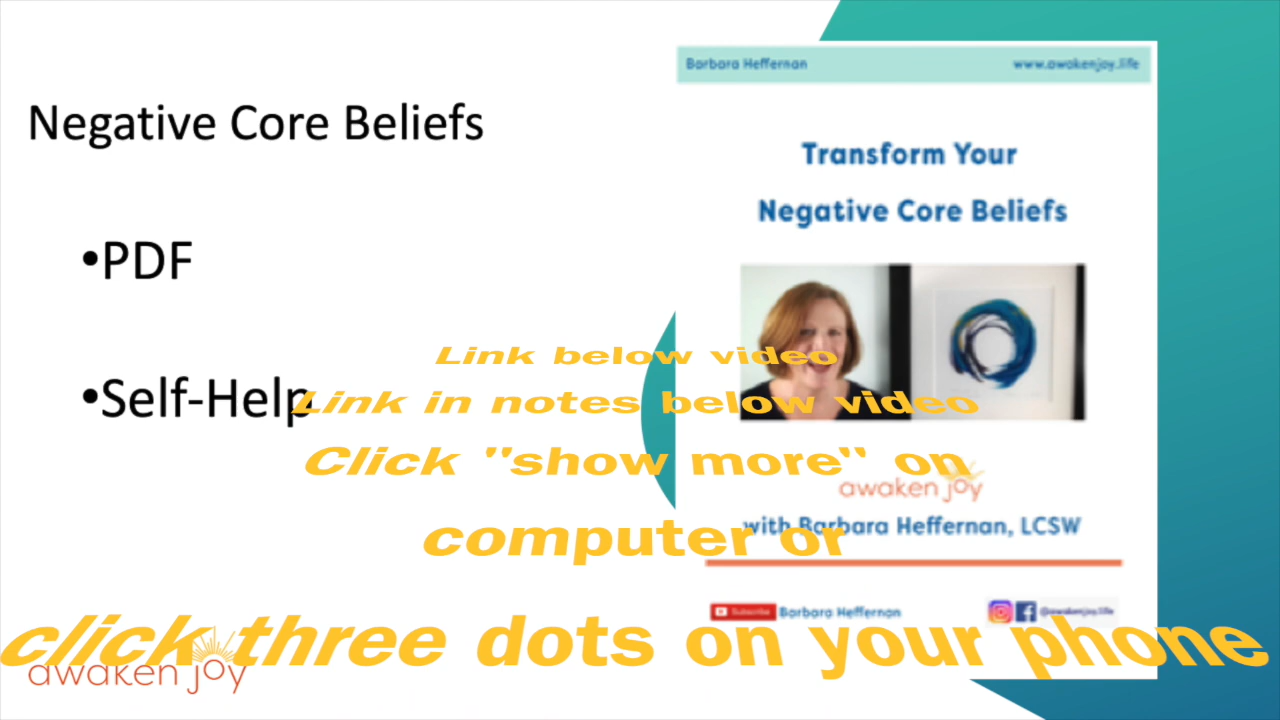 Negative Core Beliefs
•PDF
•Self-Help
Barbara Heffernan
www.awakenjoy.life
Transform Your
Negative Core Beliefs
awaken joy
with Barbara Heffernan, LCSW
Subscribe
Barbara Heffernan
@awakenjoy.life
Link below video
Link in notes below video
Click "show more" on
computer or
click three dots on your phone
awaken joy